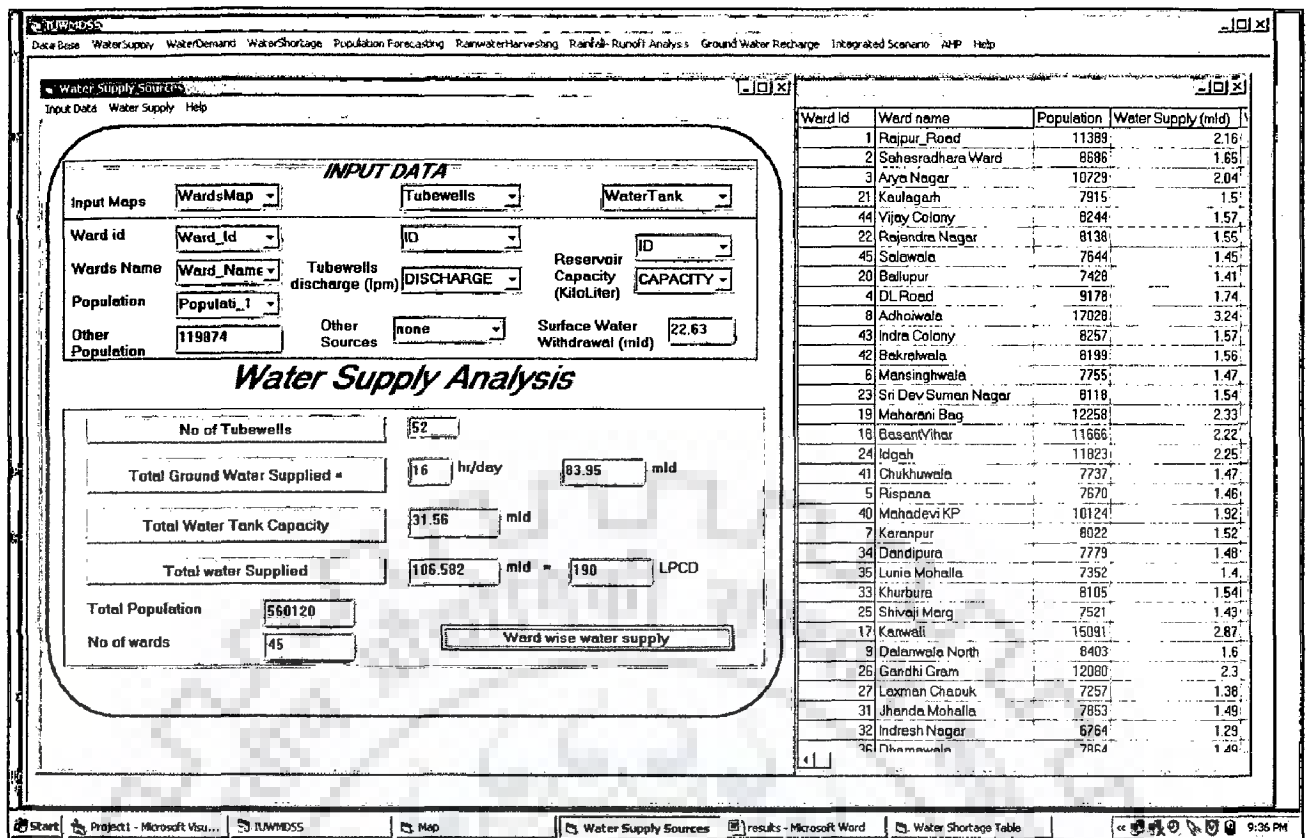 IUWMDSS
Data Base WaterSupply WaterDemand WaterShortage Population Forecasting RainwaterHarvesting Rainfall-Runoff Analysis Ground Water Recharge Integrated Scenario AHP Help
Water Supply Sources
Input Data Water Supply Help
INPUT DATA
Input Maps WardsMap Tubewells WaterTank
Ward id Ward_Id ID ID
Wards Name Ward_Name Tubewells discharge (lpm) DISCHARGE Reservoir Capacity (KiloLiter) CAPACITY
Population Populati_1
Other Population 119874 Other Sources none Surface Water Withdrawal (mld) 22.63
Water Supply Analysis
No of Tubewells 52
Total Ground Water Supplied = 16 hr/day 83.95 mld
Total Water Tank Capacity 31.56 mld
Total water Supplied 106.582 mld = 190 LPCD
Total Population 560120
No of wards 45
Ward wise water supply
Ward Id Ward name Population Water Supply (mld)
1 Rajpur_Road 11389 2.16
2 Sahasradhara Ward 8686 1.65
3 Arya Nagar 10729 2.04
21 Kaulagarh 7915 1.5
44 Vijay Colony 8244 1.57
22 Rajendra Nagar 8138 1.55
45 Salawala 7644 1.45
20 Ballupur 7428 1.41
4 DL Road 9178 1.74
8 Adhoiwala 17028 3.24
43 Indra Colony 8257 1.57
42 Bakralwala 8199 1.56
6 Mansinghwala 7755 1.47
23 Sri Dev Suman Nagar 8118 1.54
19 Maharani Bag 12258 2.33
18 BasantVihar 11666 2.22
24 Idgah 11823 2.25
41 Chukhuwala 7737 1.47
5 Rispana 7670 1.46
40 Mahadevi KP 10124 1.92
7 Karanpur 8022 1.52
34 Dandipura 7779 1.48
35 Lunia Mohalla 7352 1.4
33 Khurbura 8105 1.54
25 Shivaji Marg 7521 1.43
17 Kanwali 15091 2.87
9 Dalanwala North 8403 1.6
26 Gandhi Gram 12080 2.3
27 Laxman Chouk 7257 1.38
31 Jhanda Mohalla 7853 1.49
32 Indresh Nagar 6764 1.29
36 Dhamawala 7864 1.49
Start Project1 - Microsoft Visu... IUWMDSS Map Water Supply Sources results - Microsoft Word Water Shortage Table 9:36 PM